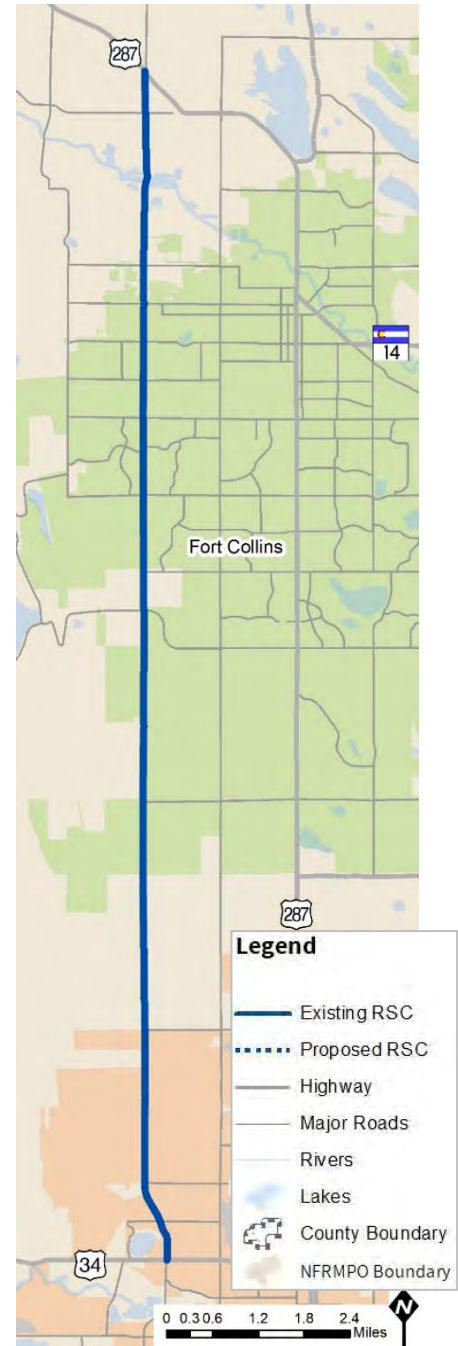 287
14
Fort Collins
287
Legend
Existing RSC
Proposed RSC
Highway
Major Roads
Rivers
Lakes
County Boundary
NFRMPO Boundary
34
0 0.3 0.6 1.2 1.8 2.4
Miles
N